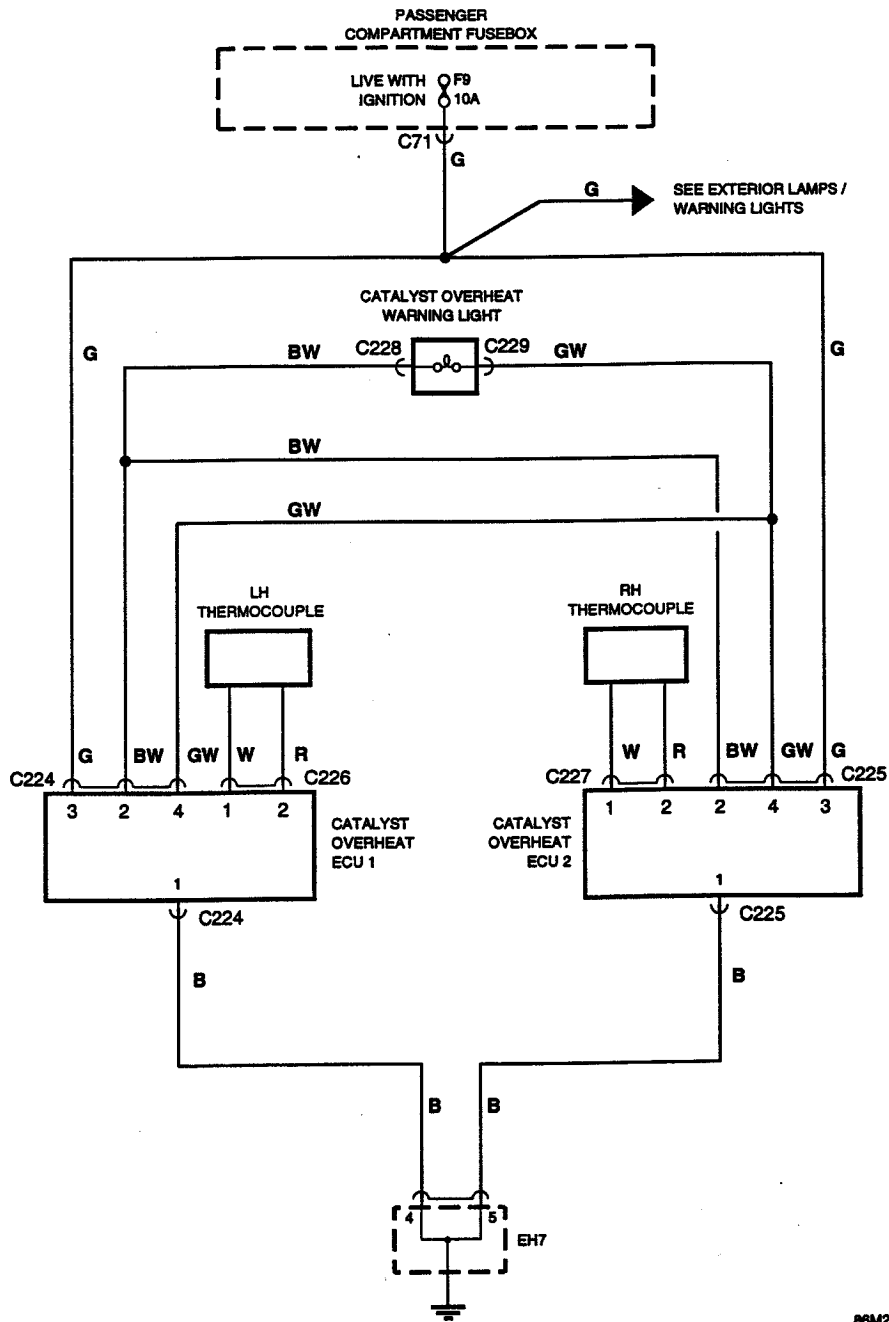 PASSENGER
COMPARTMENT FUSEBOX
LIVE WITH
IGNITION
F9
10A
C71
G
G
SEE EXTERIOR LAMPS /
WARNING LIGHTS
CATALYST OVERHEAT
WARNING LIGHT
G
BW
C228
C229
GW
G
BW
GW
LH
THERMOCOUPLE
RH
THERMOCOUPLE
C224
G
BW
GW
W
R
C226
C227
W
R
BW
GW
G
C225
3
2
4
1
2
1
2
2
4
3
CATALYST
OVERHEAT
ECU 1
CATALYST
OVERHEAT
ECU 2
1
1
C224
C225
B
B
B
B
4
5
EH7
86M2